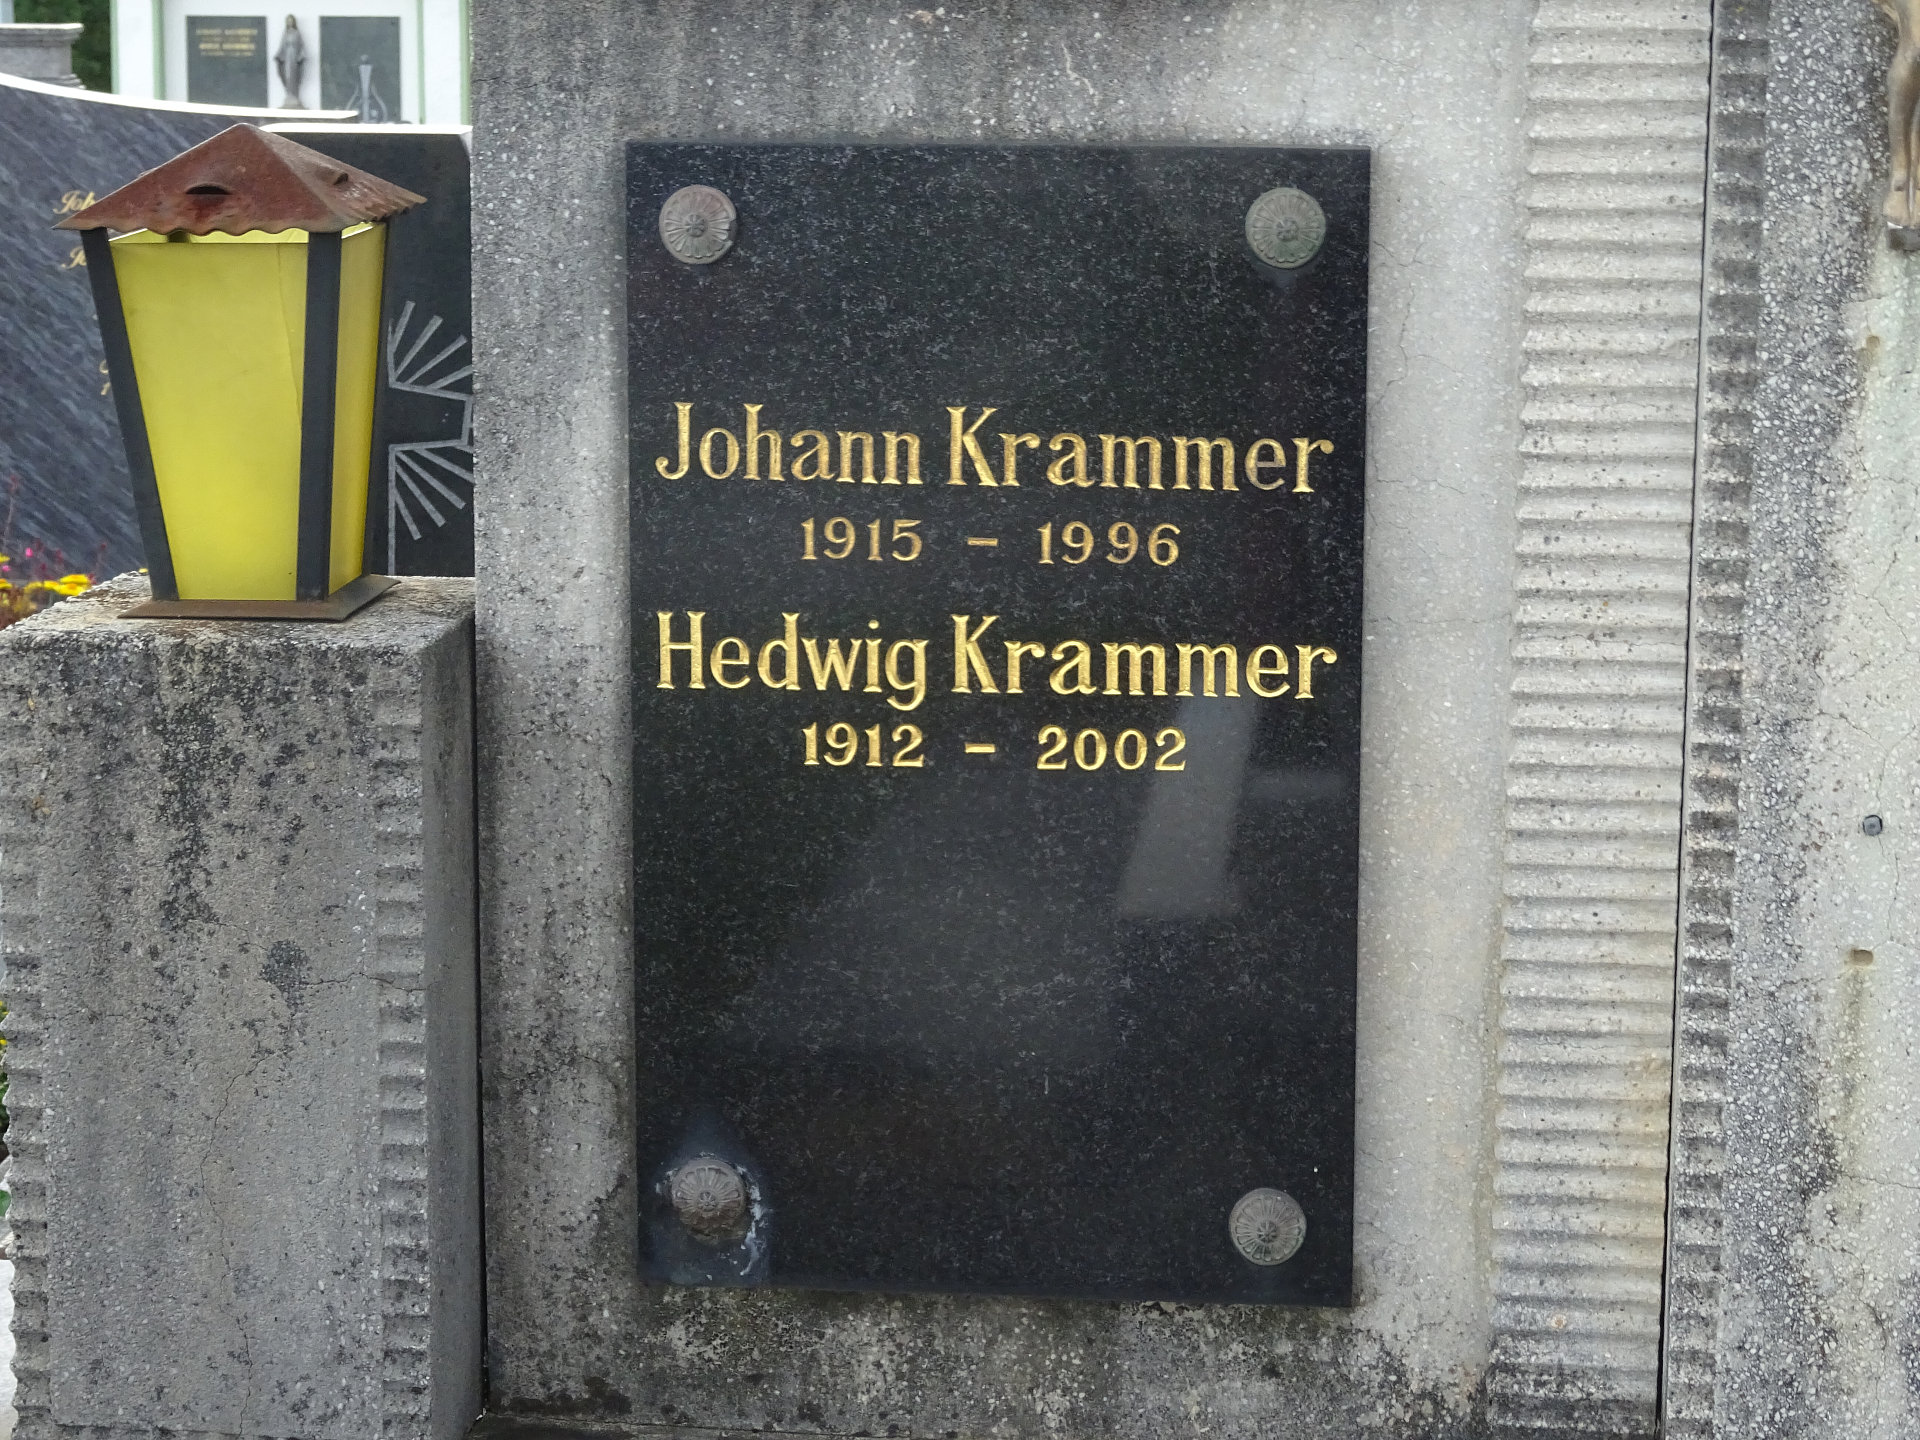 Johann Krammer
1915 - 1996
Hedwig Krammer
1912 - 2002